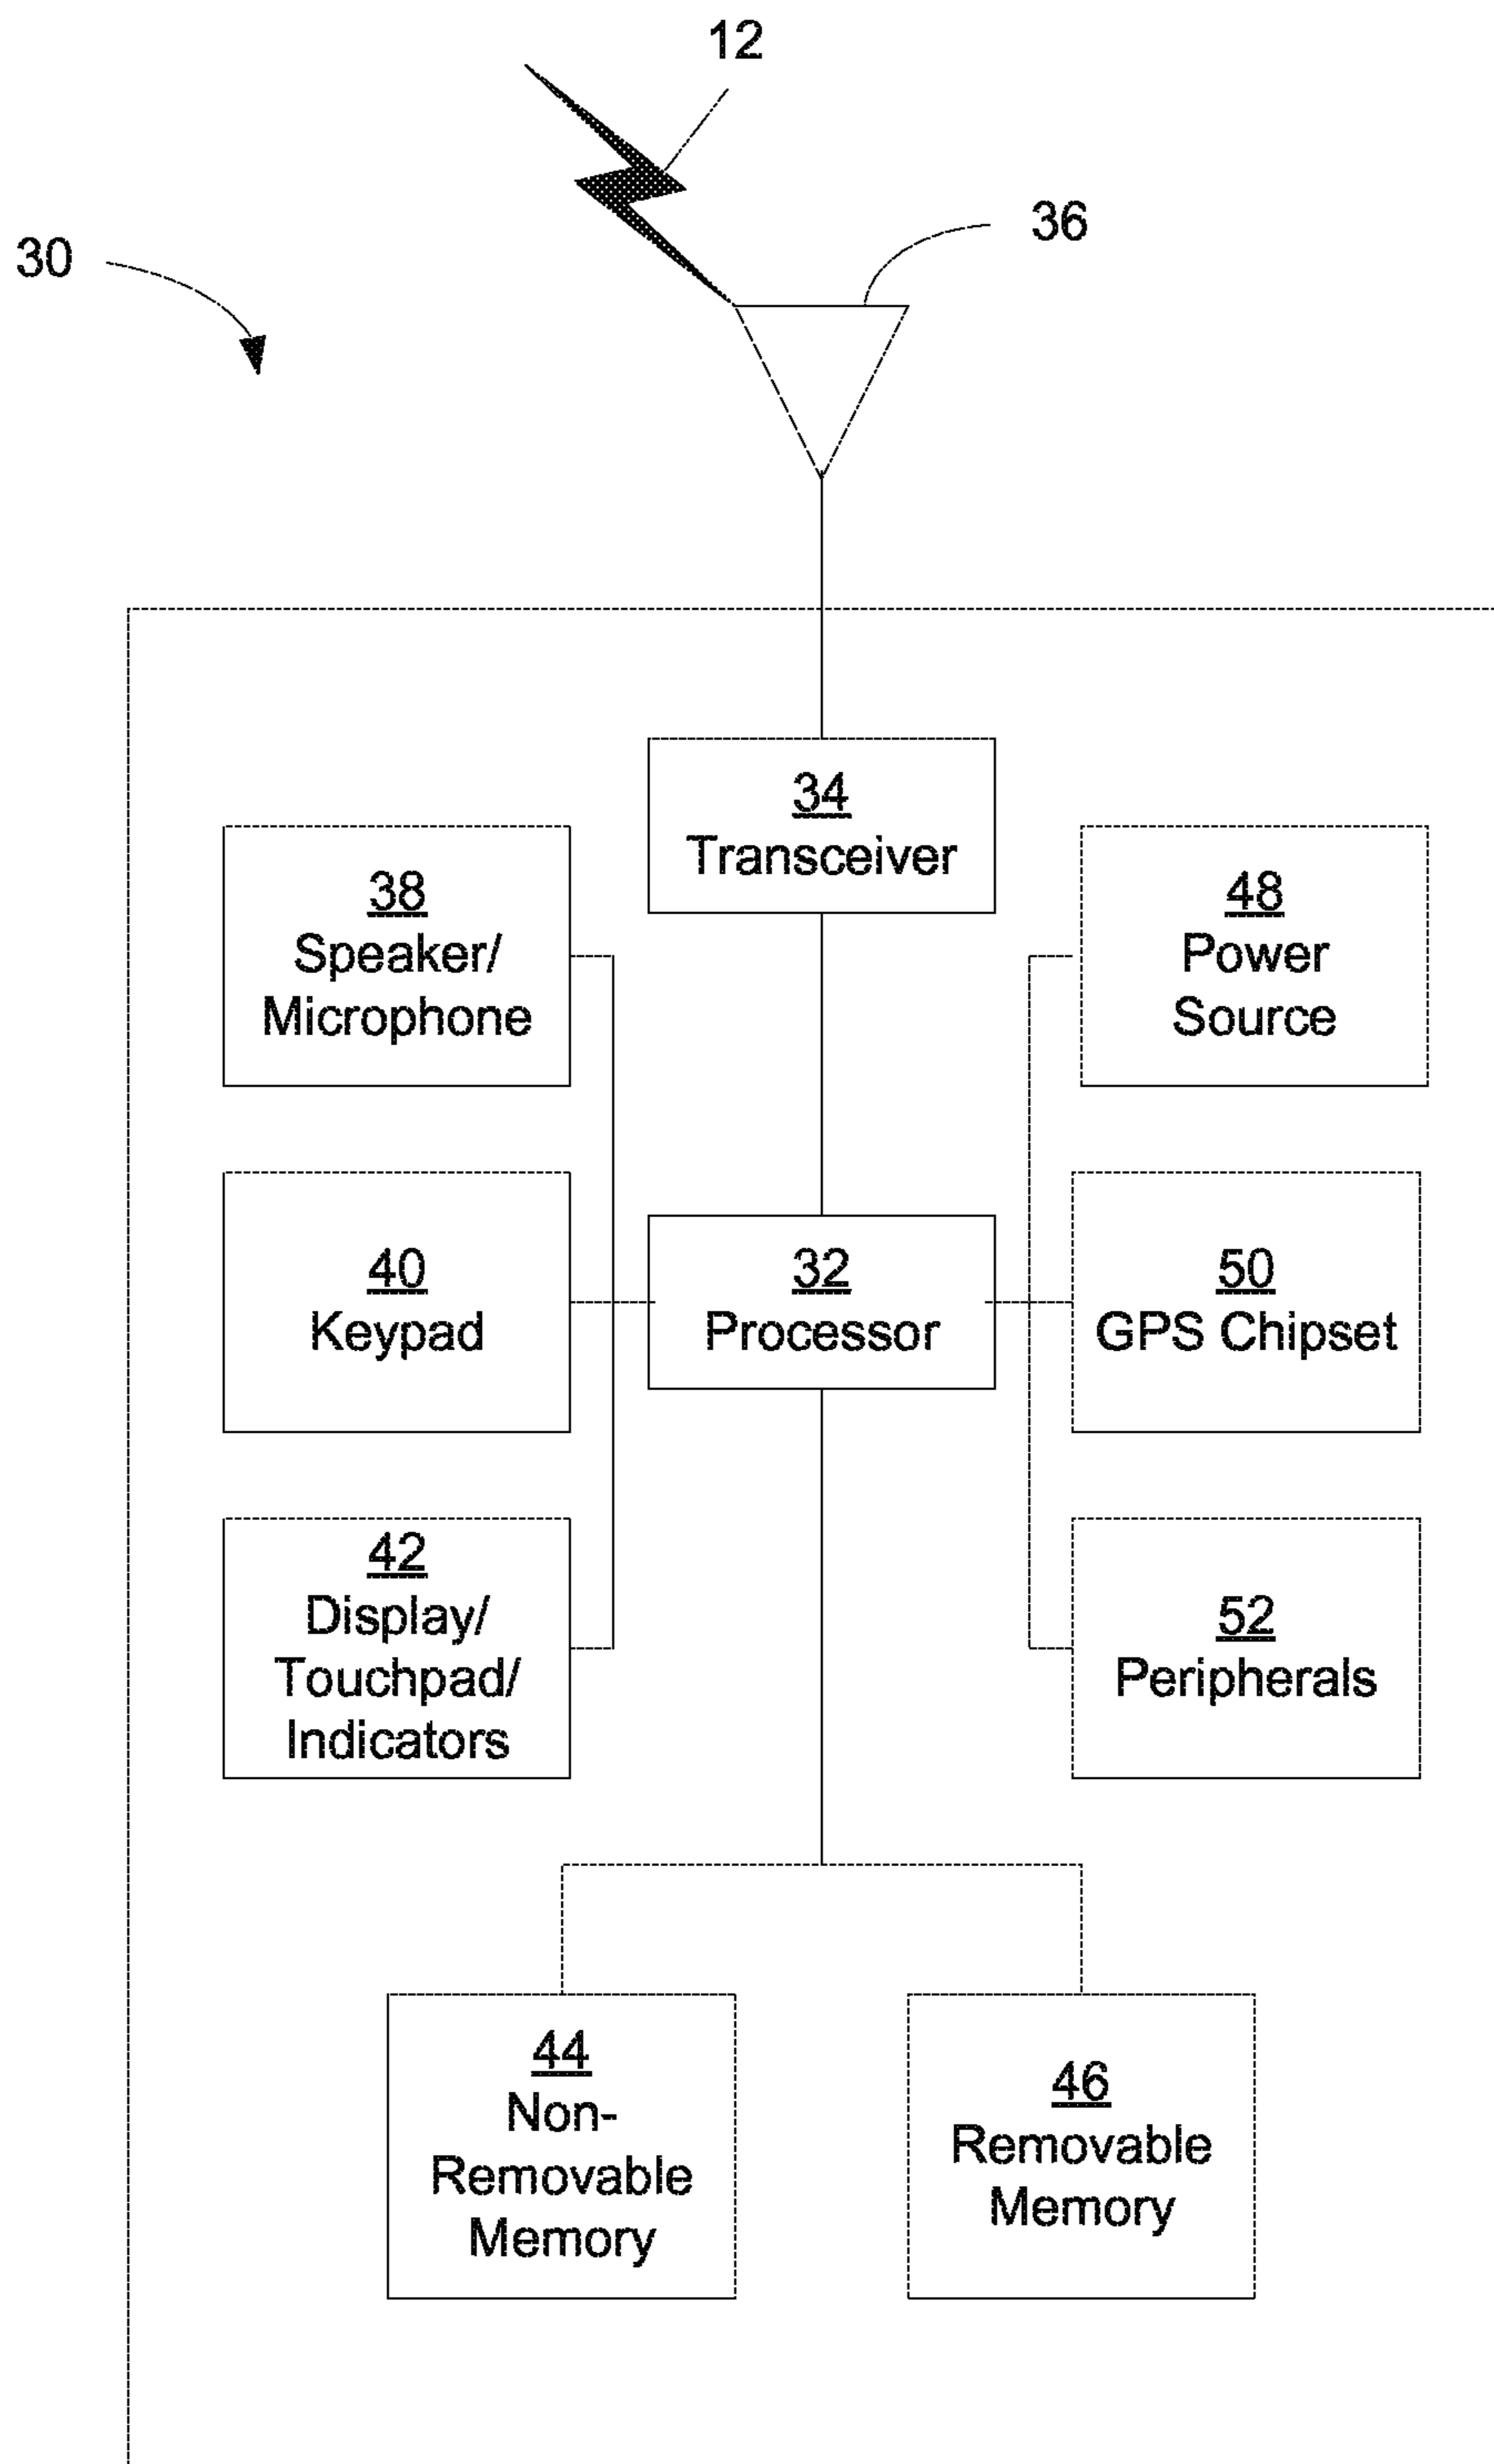 12
36
30
34
Transceiver
38
Speaker/
Microphone
48
Power
Source
40
Keypad
32
Processor
50
GPS Chipset
42
Display/
Touchpad/
Indicators
52
Peripherals
44
Non-
Removable
Memory
46
Removable
Memory